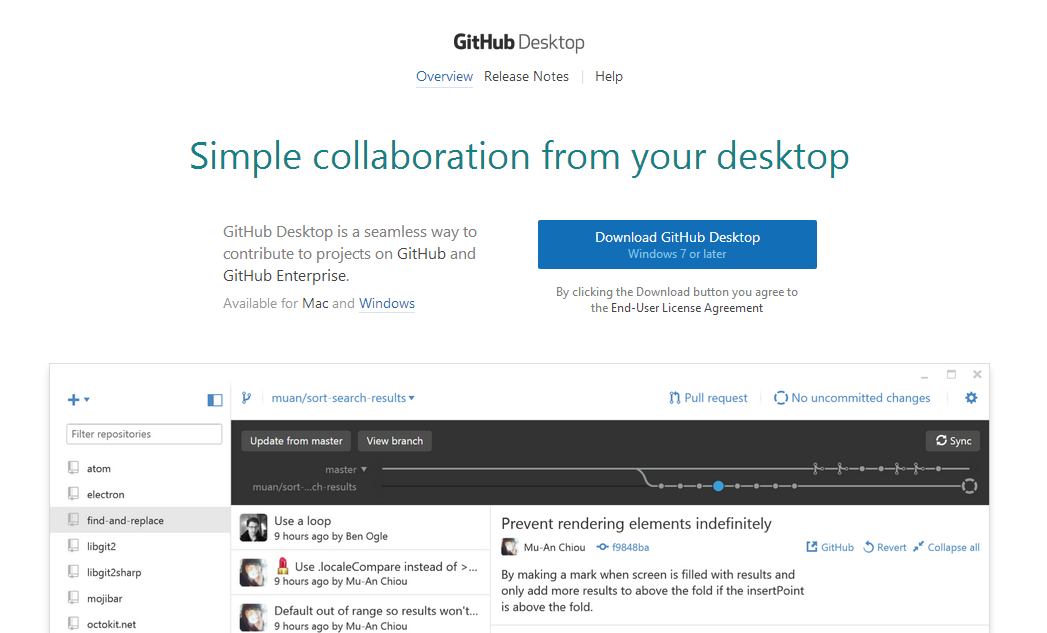 GitHub Desktop
Overview Release Notes Help
Simple collaboration from your desktop
GitHub Desktop is a seamless way to
contribute to projects on GitHub and
GitHub Enterprise.
Available for Mac and Windows
Download GitHub Desktop
Windows 7 or later
By clicking the Download button you agree to
the End-User License Agreement
muan/sort-search-results
Pull request
No uncommitted changes
Filter repositories
atom
electron
find-and-replace
libgit2
libgit2sharp
mojibar
octokit.net
Update from master
View branch
Sync
master
muan/sort-...ch-results
Use a loop
9 hours ago by Ben Ogle
Use .localeCompare instead of >...
9 hours ago by Mu-An Chiou
Default out of range so results won't...
9 hours ago by Mu-An Chiou
Prevent rendering elements indefinitely
Mu-An Chiou f9848ba
GitHub Revert Collapse all
By making a mark when screen is filled with results and
only add more results to above the fold if the insertPoint
is above the fold.